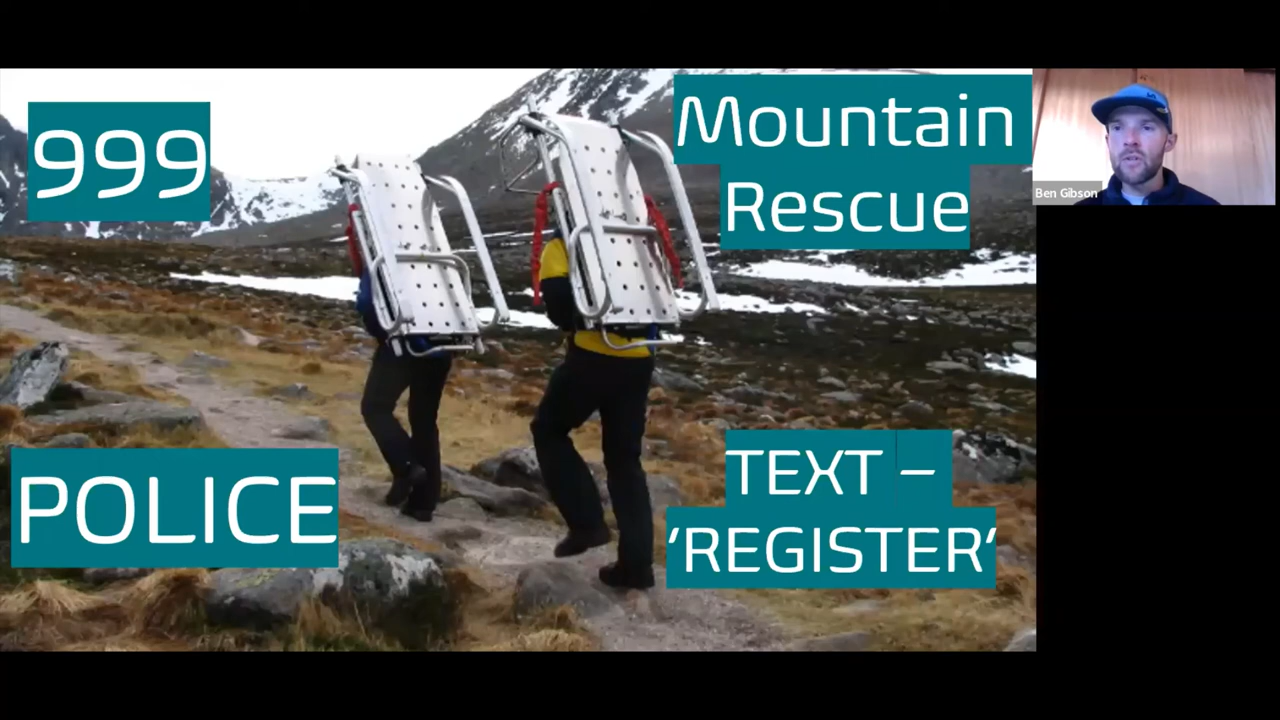 999
Mountain
Rescue
Ben Gibson
POLICE
TEXT –
‘REGISTER‘